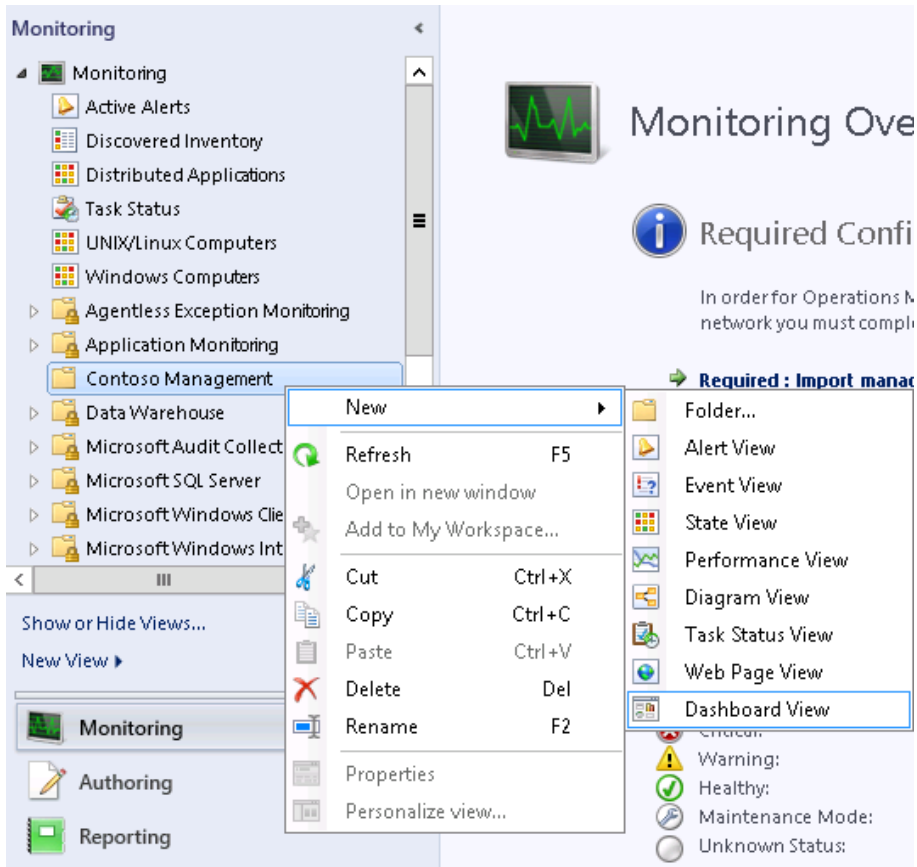 Monitoring
Monitoring
Active Alerts
Discovered Inventory
Distributed Applications
Task Status
UNIX/Linux Computers
Windows Computers
Agentless Exception Monitoring
Application Monitoring
Contoso Management
Data Warehouse
Microsoft Audit Collect
Microsoft SQL Server
Microsoft Windows Clie
Microsoft Windows Int
Show or Hide Views...
New View
Monitoring
Authoring
Reporting
New
Refresh F5
Open in new window
Add to My Workspace...
Cut Ctrl+X
Copy Ctrl+C
Paste Ctrl+V
Delete Del
Rename F2
Properties
Personalize view...
Folder...
Alert View
Event View
State View
Performance View
Diagram View
Task Status View
Web Page View
Dashboard View
Monitoring Ove
Required Confi
In order for Operations M
network you must comple
Required : Import manag
Critical:
Warning:
Healthy:
Maintenance Mode:
Unknown Status: